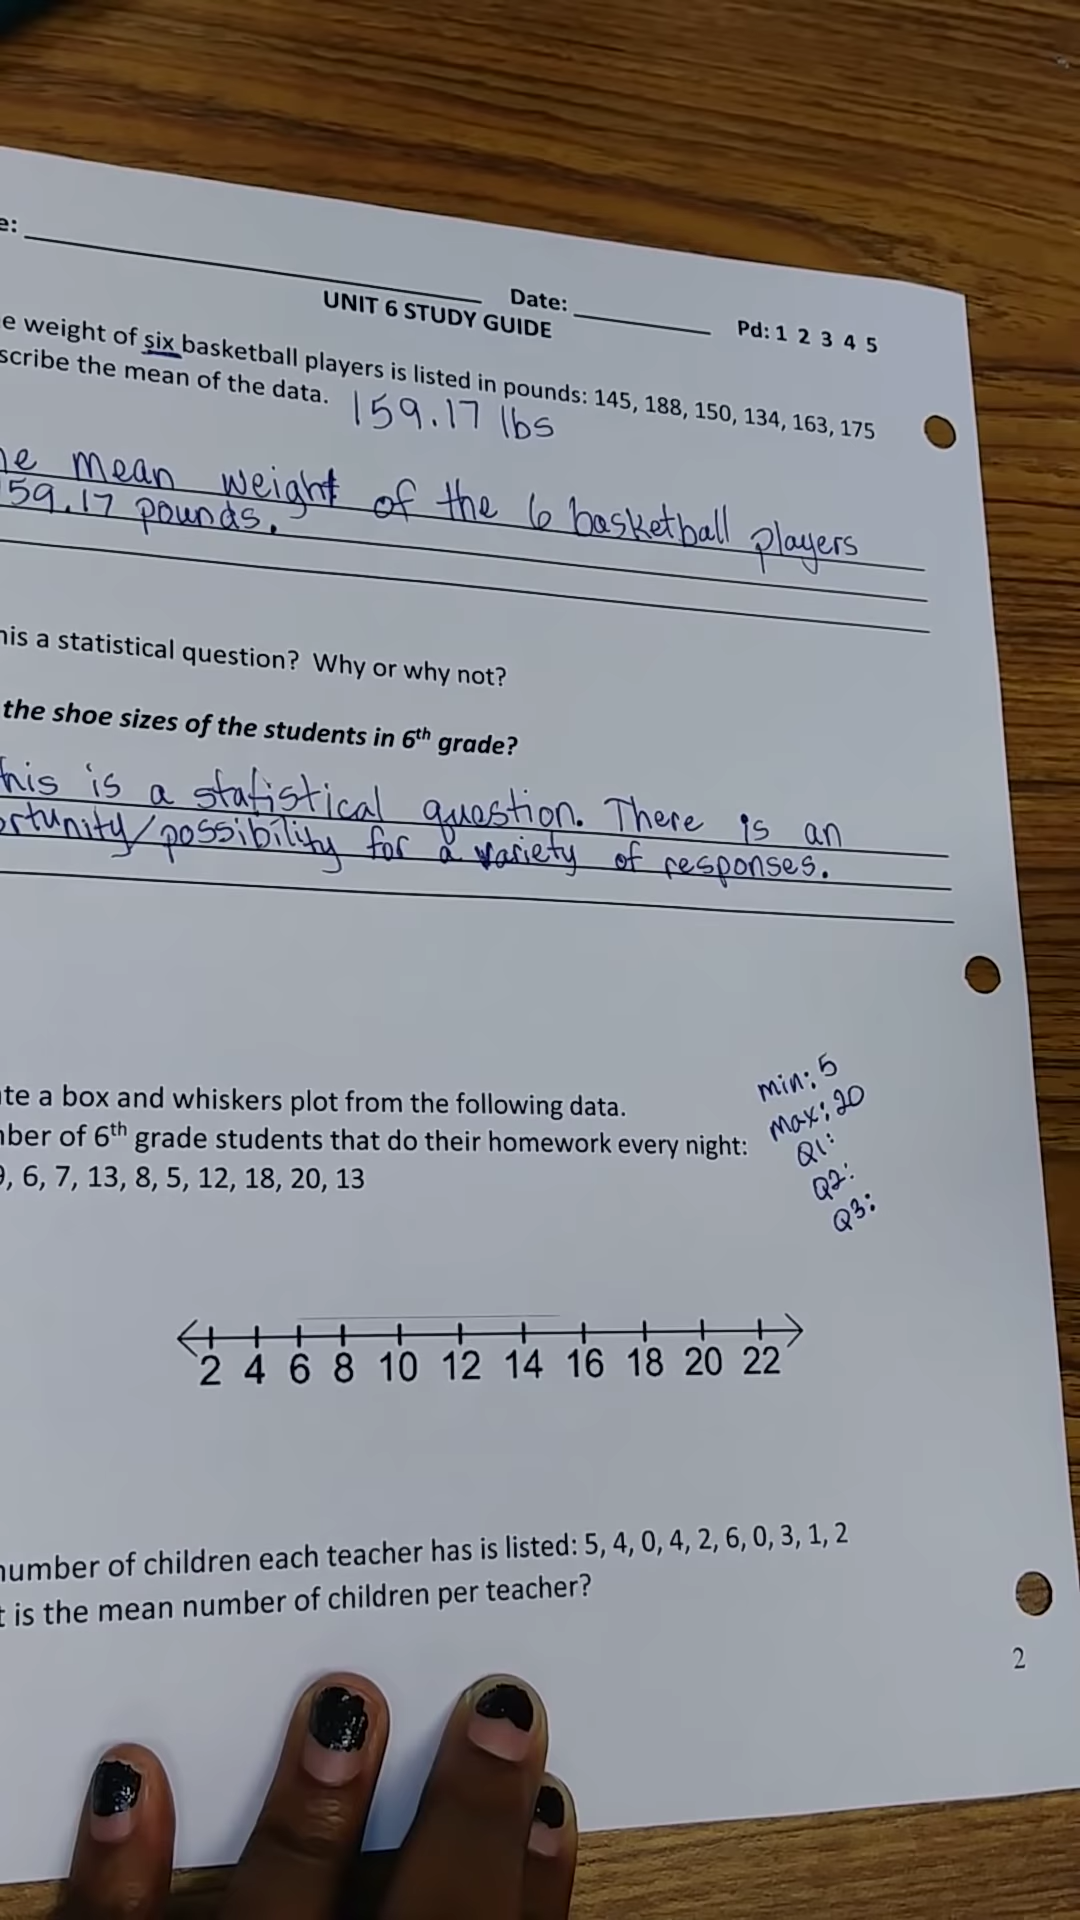 e:
Date:
Pd: 1 2 3 4 5
UNIT 6 STUDY GUIDE
e weight of six basketball players is listed in pounds: 145, 188, 150, 134, 163, 175
scribe the mean of the data. 159.17 lbs
he mean weight of the 6 basketball players
59.17 pounds.
his a statistical question? Why or why not?
the shoe sizes of the students in 6th grade?
this is a statistical question. There is an
ortunity/possibility for a variety of responses.
te a box and whiskers plot from the following data.
ber of 6th grade students that do their homework every night:
9, 6, 7, 13, 8, 5, 12, 18, 20, 13
min: 5
max: 20
Q1:
Q2:
Q3:
2 4 6 8 10 12 14 16 18 20 22
number of children each teacher has is listed: 5, 4, 0, 4, 2, 6, 0, 3, 1, 2
t is the mean number of children per teacher?
2